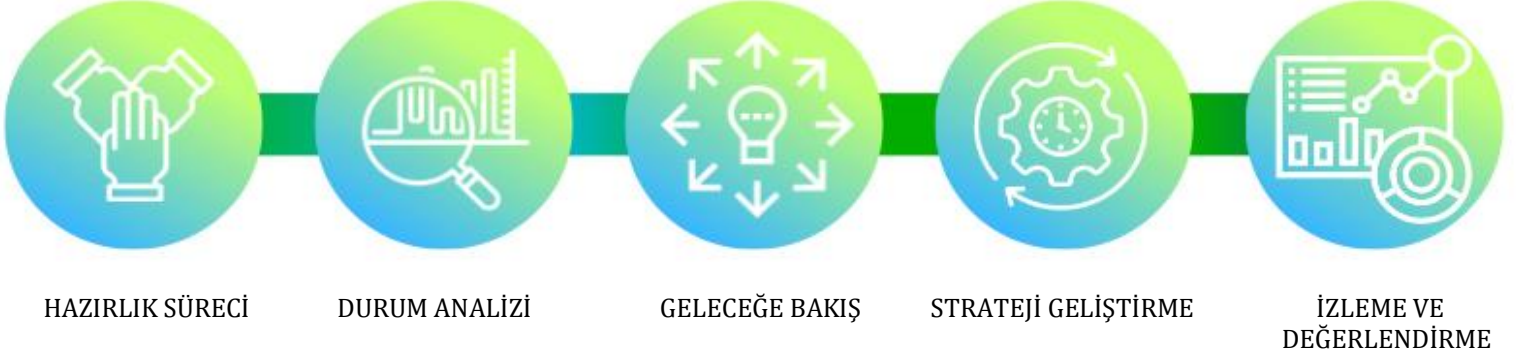 HAZIRLIK SÜRECİ
DURUM ANALİZİ
GELECEĞE BAKIŞ
STRATEJİ GELİŞTİRME
İZLEME VE
DEĞERLENDİRME